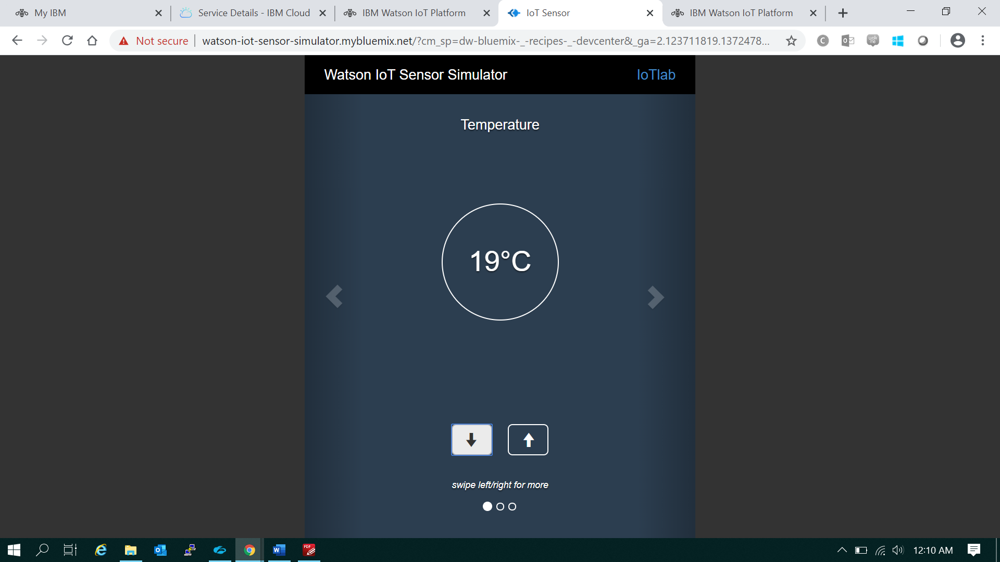 My IBM
Service Details - IBM Cloud
IBM Watson IoT Platform
IoT Sensor
IBM Watson IoT Platform
Not secure
watson-iot-sensor-simulator.mybluemix.net/?cm_sp=dw-bluemix-_-recipes-_-devcenter&_ga=2.123711819.1372478...
Watson IoT Sensor Simulator
IoTlab
Temperature
19°C
swipe left/right for more
12:10 AM